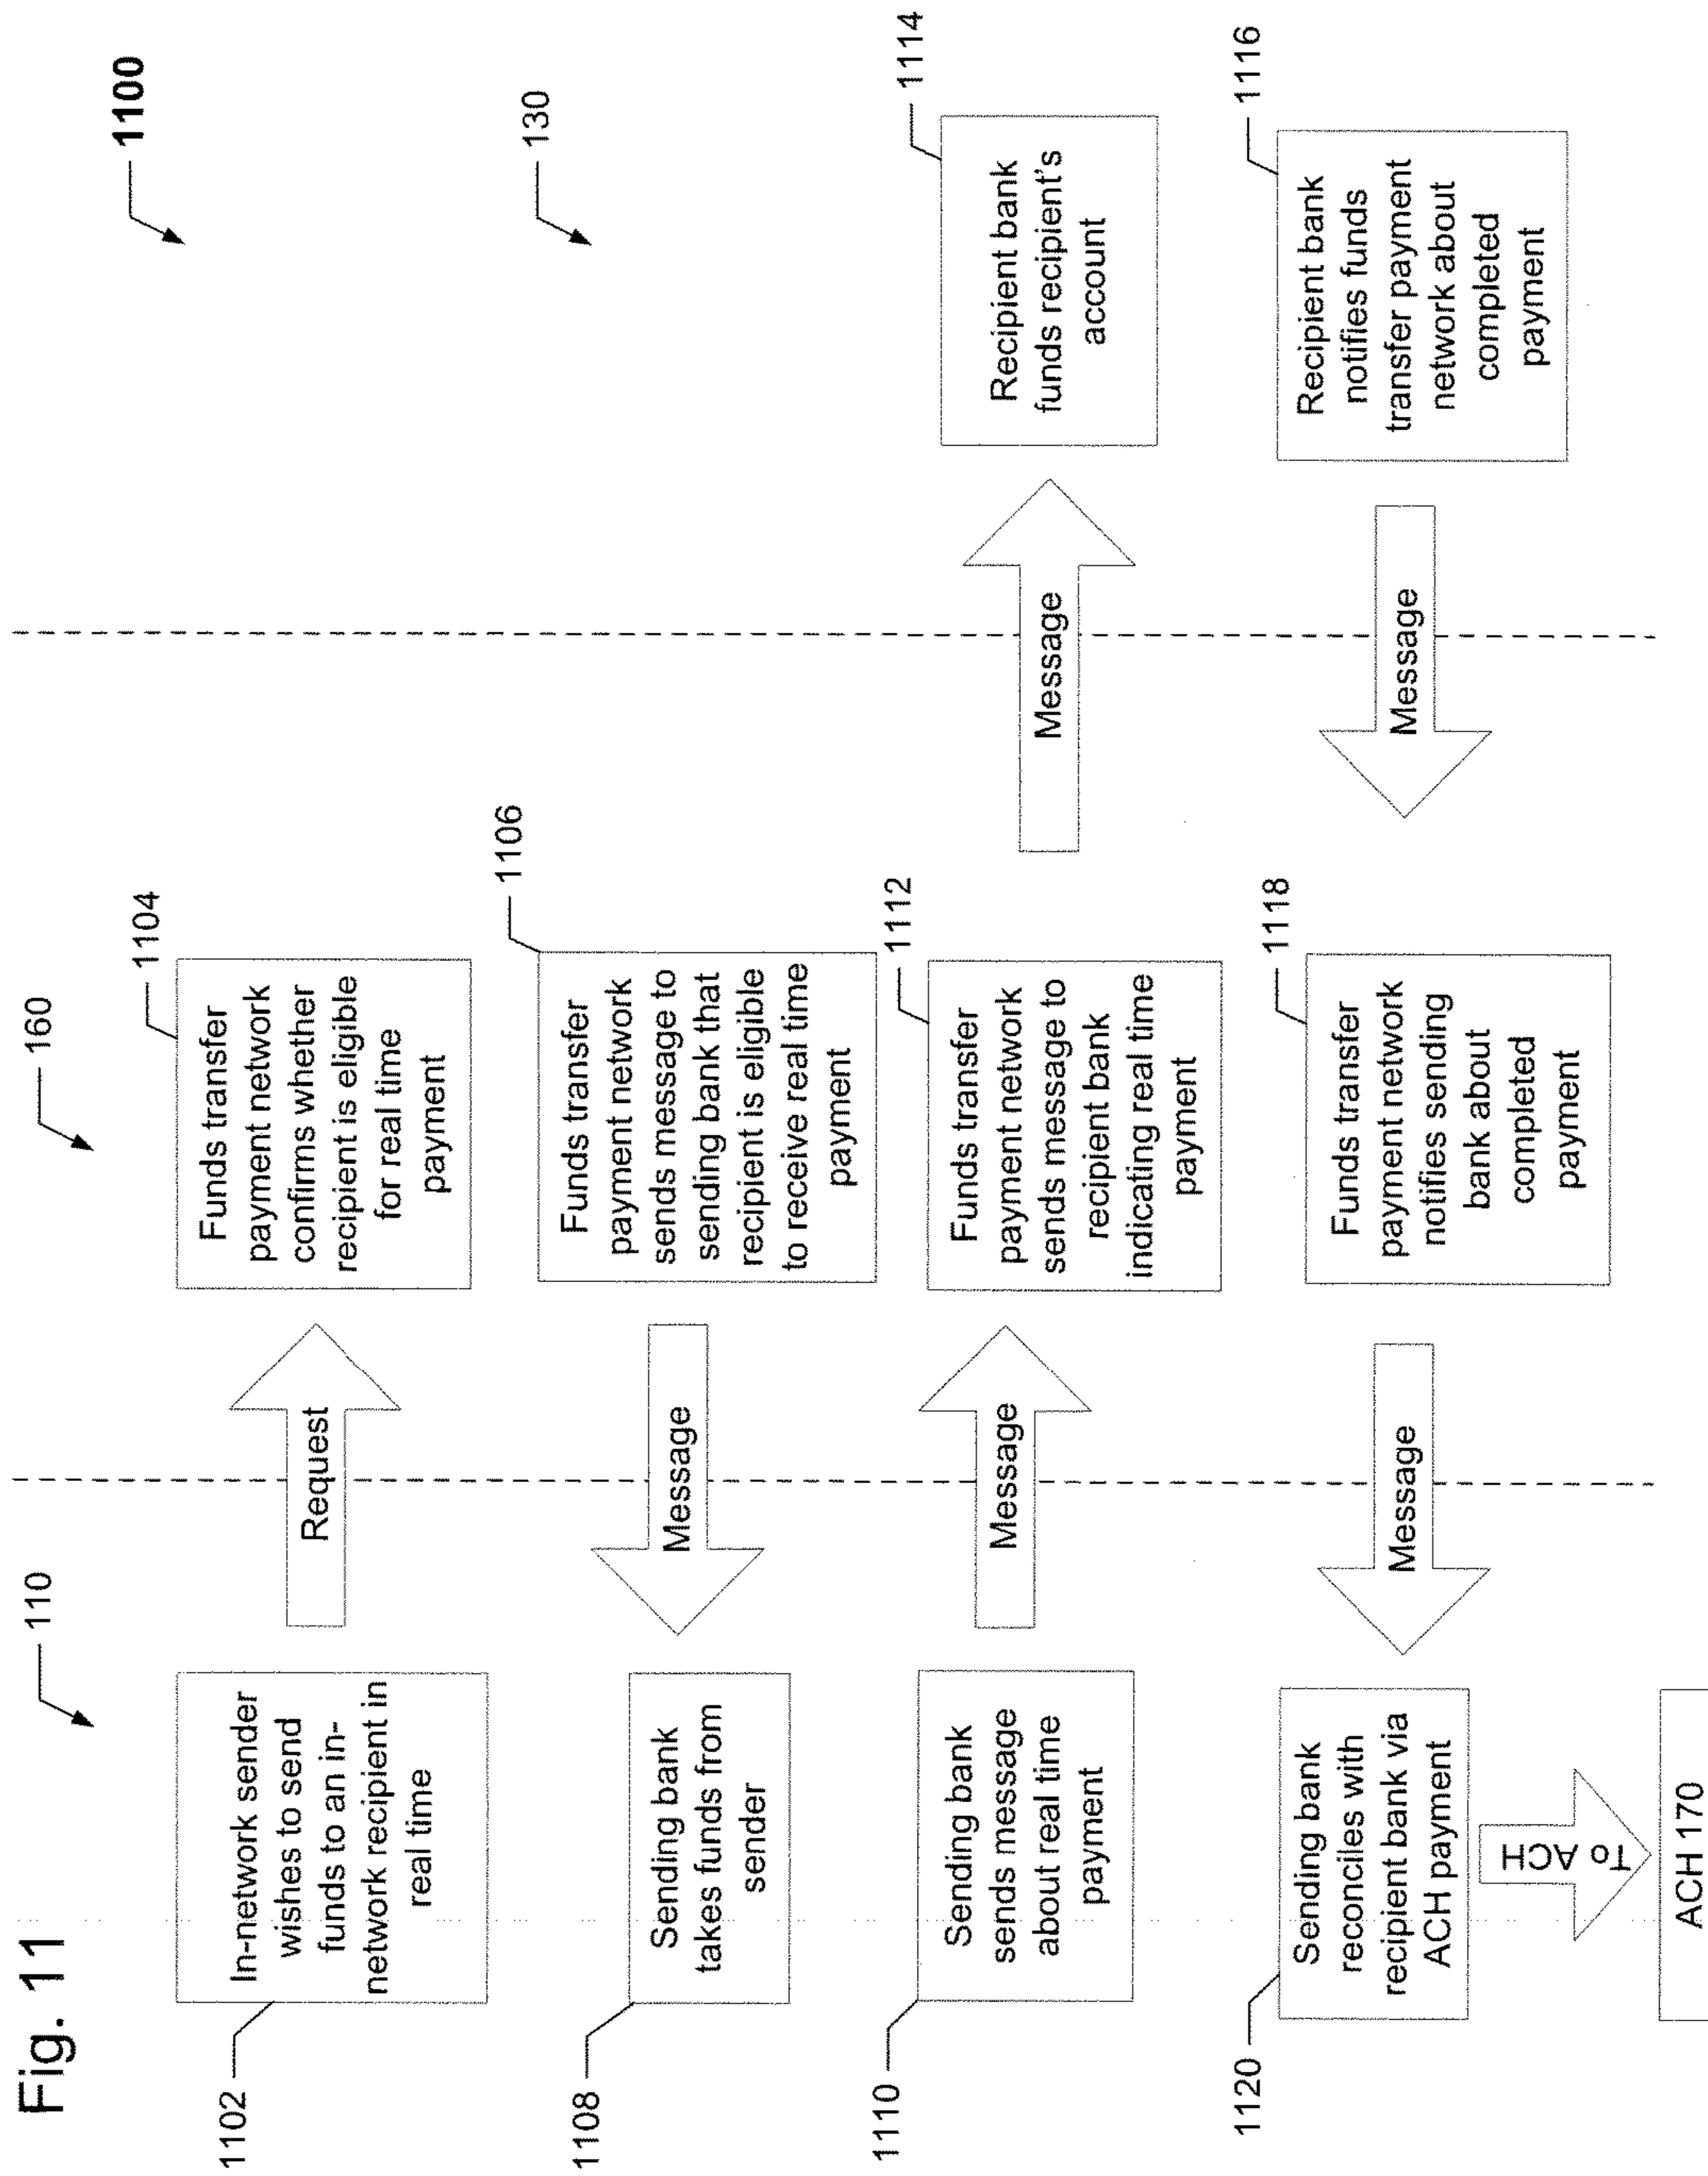 Fig. 11
1100
110
160
130
1102
In-network sender
wishes to send
funds to an in-
network recipient in
real time
Request
1104
Funds transfer
payment network
confirms whether
recipient is eligible
for real time
payment
1106
Funds transfer
payment network
sends message to
sending bank that
recipient is eligible
to receive real time
payment
Message
1108
Sending bank
takes funds from
sender
1110
Sending bank
sends message
about real time
payment
Message
1112
Funds transfer
payment network
sends message to
recipient bank
indicating real time
payment
Message
1114
Recipient bank
funds recipient's
account
1116
Recipient bank
notifies funds
transfer payment
network about
completed
payment
Message
1118
Funds transfer
payment network
notifies sending
bank about
completed
payment
Message
1120
Sending bank
reconciles with
recipient bank via
ACH payment
To ACH
ACH 170